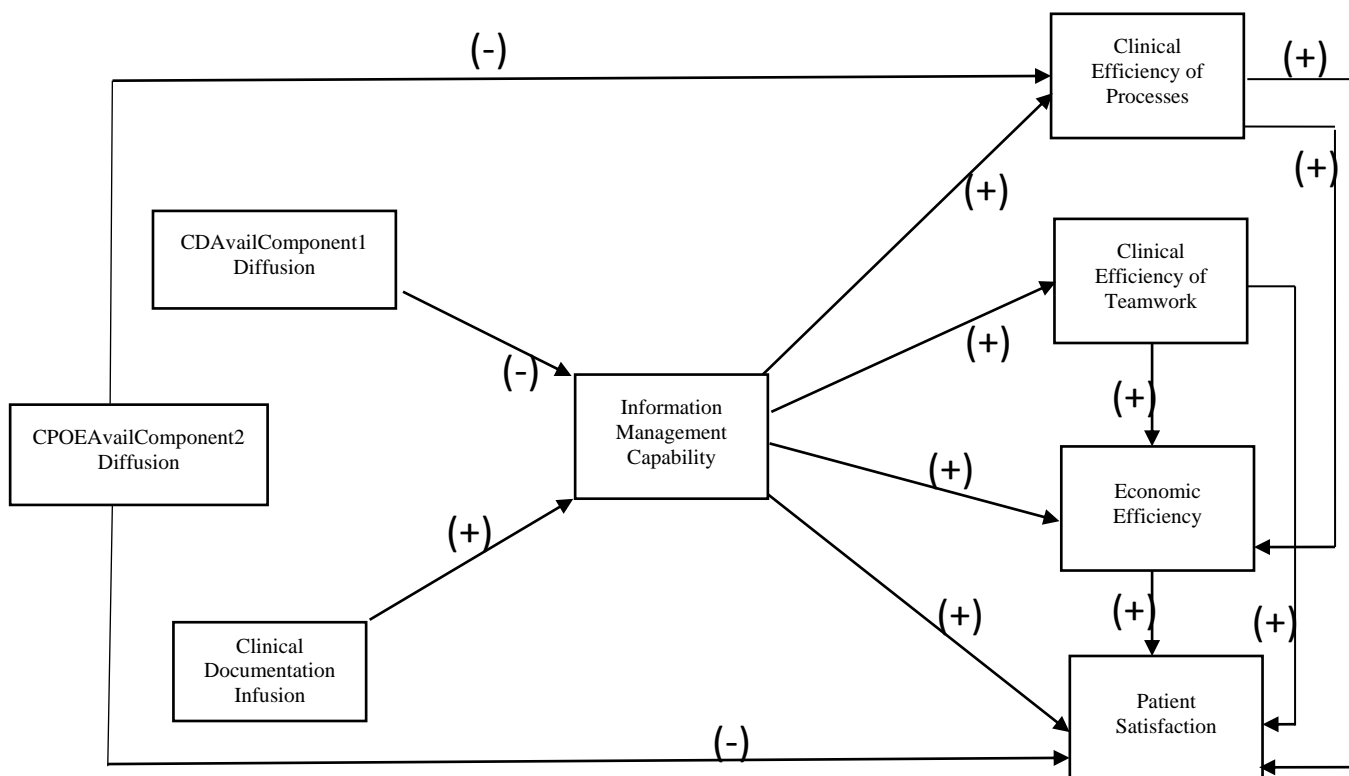 (-)
Clinical
Efficiency of
Processes
(+)
(+)
(+)
CDAvailComponent1
Diffusion
Clinical
Efficiency of
Teamwork
(+)
(-)
Information
Management
Capability
(+)
CPOEAvailComponent2
Diffusion
(+)
Economic
Efficiency
(+)
(+)
(+)
(+)
Clinical
Documentation
Infusion
Patient
Satisfaction
(-)